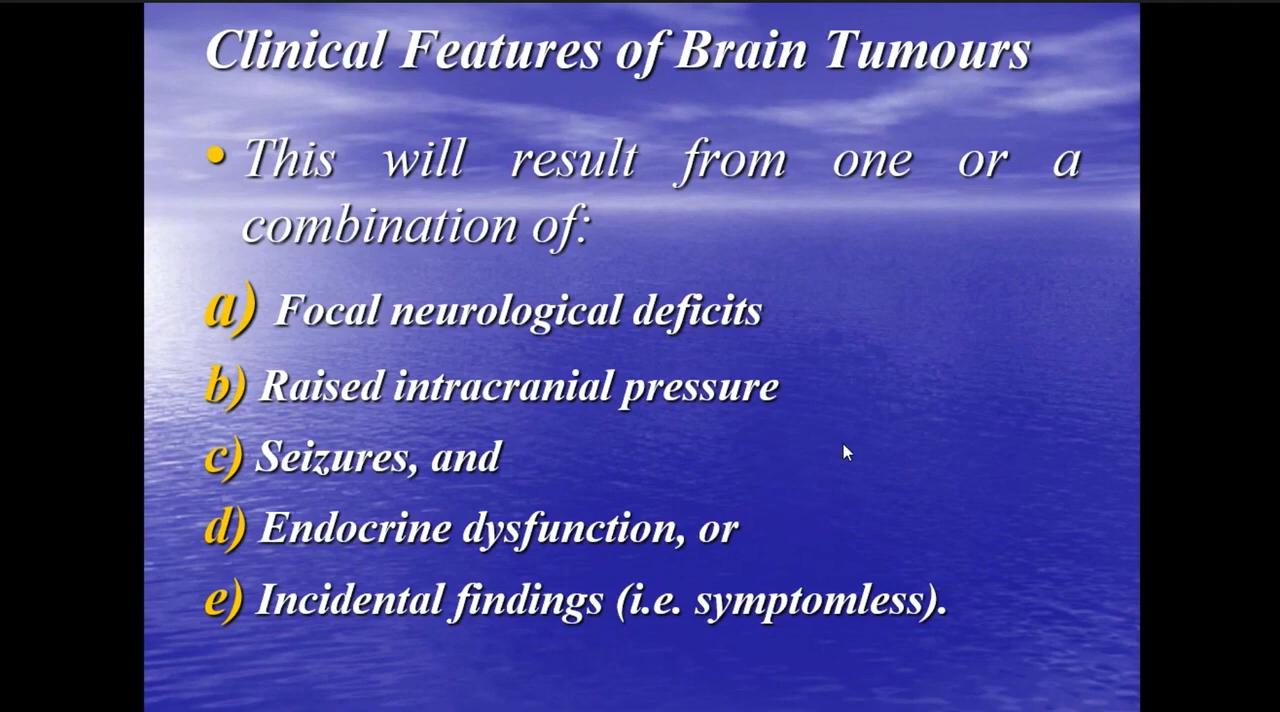 Clinical Features of Brain Tumours
• This will result from one or a
combination of:
a) Focal neurological deficits
b) Raised intracranial pressure
c) Seizures, and
d) Endocrine dysfunction, or
e) Incidental findings (i.e. symptomless).